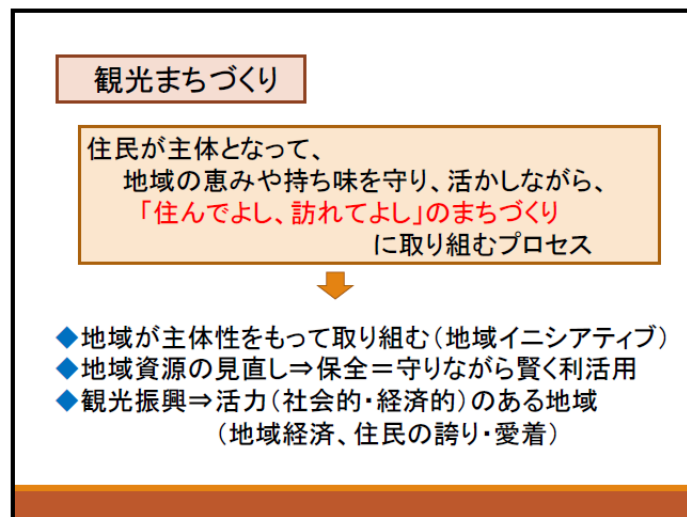 観光まちづくり
住民が主体となって、
地域の恵みや持ち味を守り、活かしながら、
「住んでよし、訪れてよし」のまちづくり
に取り組むプロセス
◆地域が主体性をもって取り組む（地域イニシアティブ）
◆地域資源の見直し⇒保全＝守りながら賢く利活用
◆観光振興⇒活力（社会的・経済的）のある地域
（地域経済、住民の誇り・愛着）